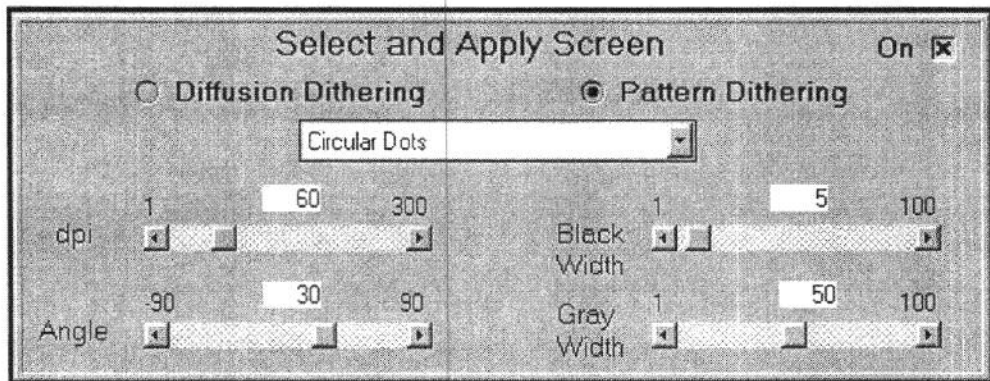 Select and Apply Screen On
Diffusion Dithering Pattern Dithering
Circular Dots
1 60 300
dpi
1 5 100
Black
Width
-90 30 90
Angle
1 50 100
Gray
Width